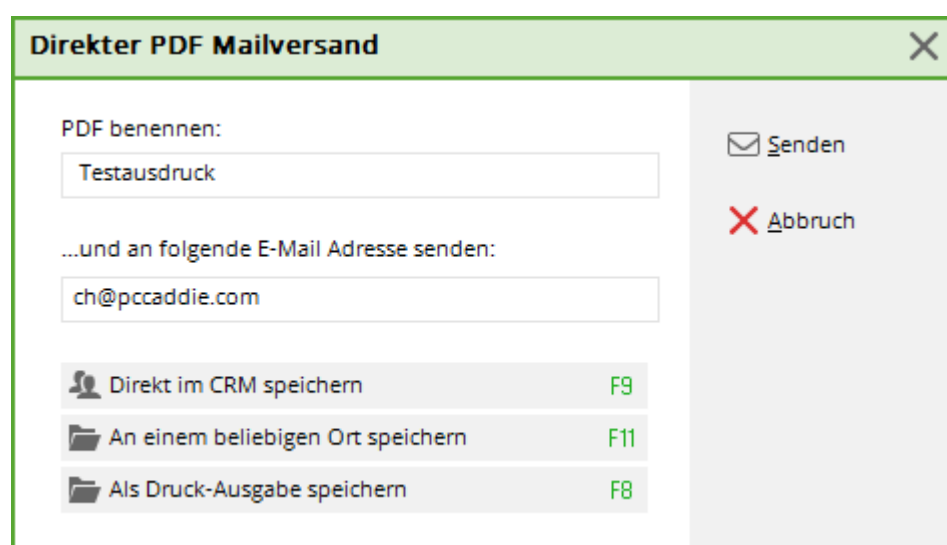 Direkter PDF Mailversand
PDF benennen:
Testausdruck
...und an folgende E-Mail Adresse senden:
ch@pccaddie.com
Direkt im CRM speichern F9
An einem beliebigen Ort speichern F11
Als Druck-Ausgabe speichern F8
Senden
Abbruch